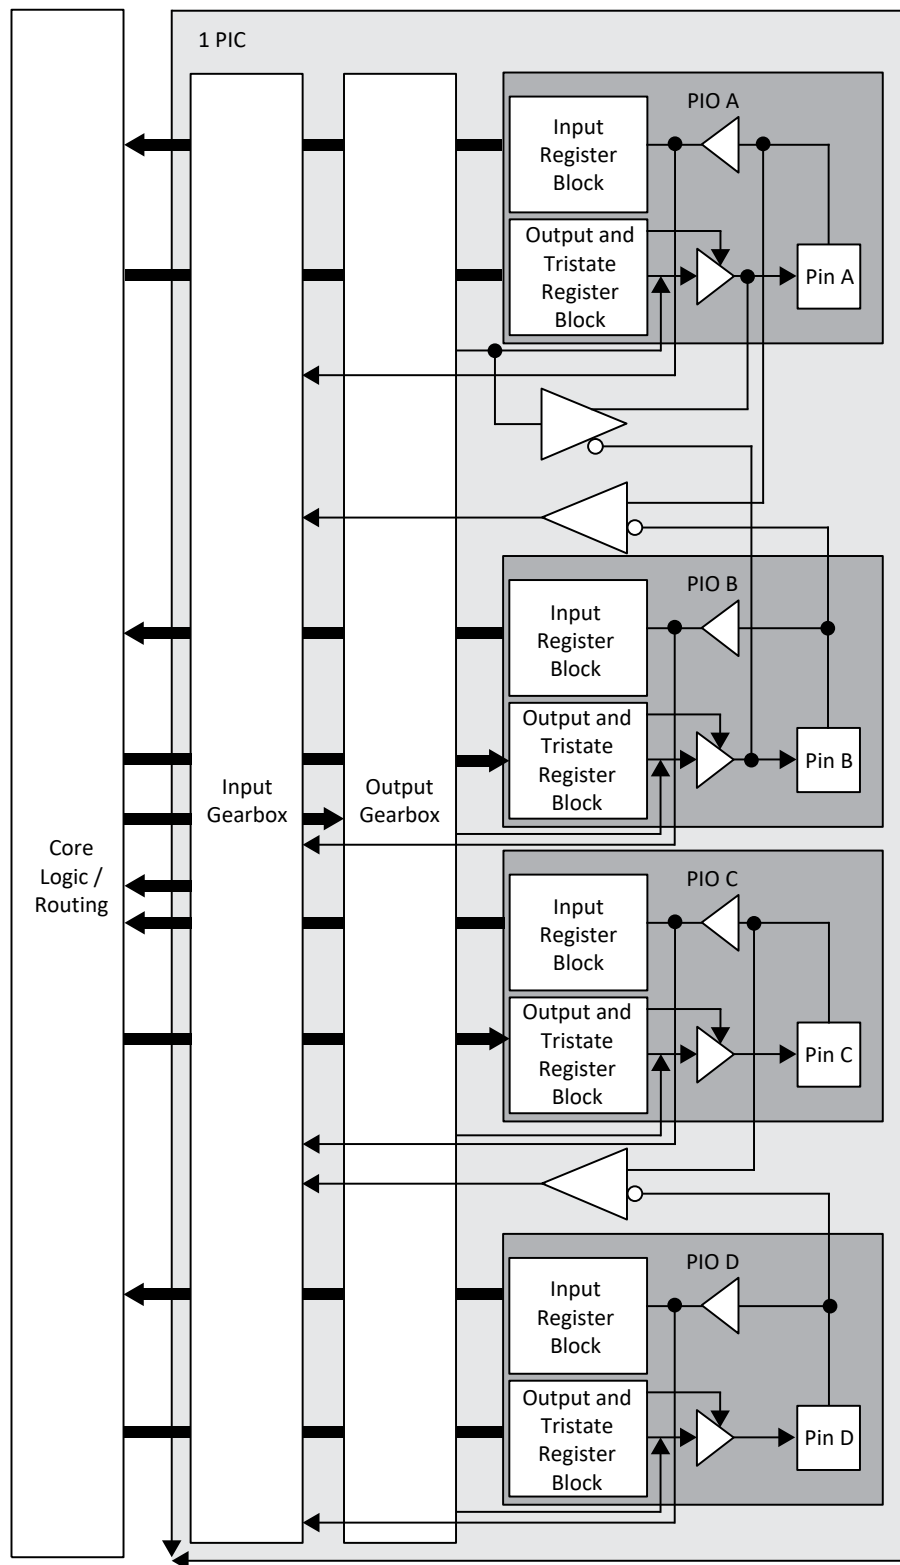 1 PIC
PIO A
Input
Register
Block
Output and
Tristate
Register
Block
Pin A
PIO B
Input
Register
Block
Output and
Tristate
Register
Block
Pin B
Input
Gearbox
Output
Gearbox
Core
Logic /
Routing
PIO C
Input
Register
Block
Output and
Tristate
Register
Block
Pin C
PIO D
Input
Register
Block
Output and
Tristate
Register
Block
Pin D